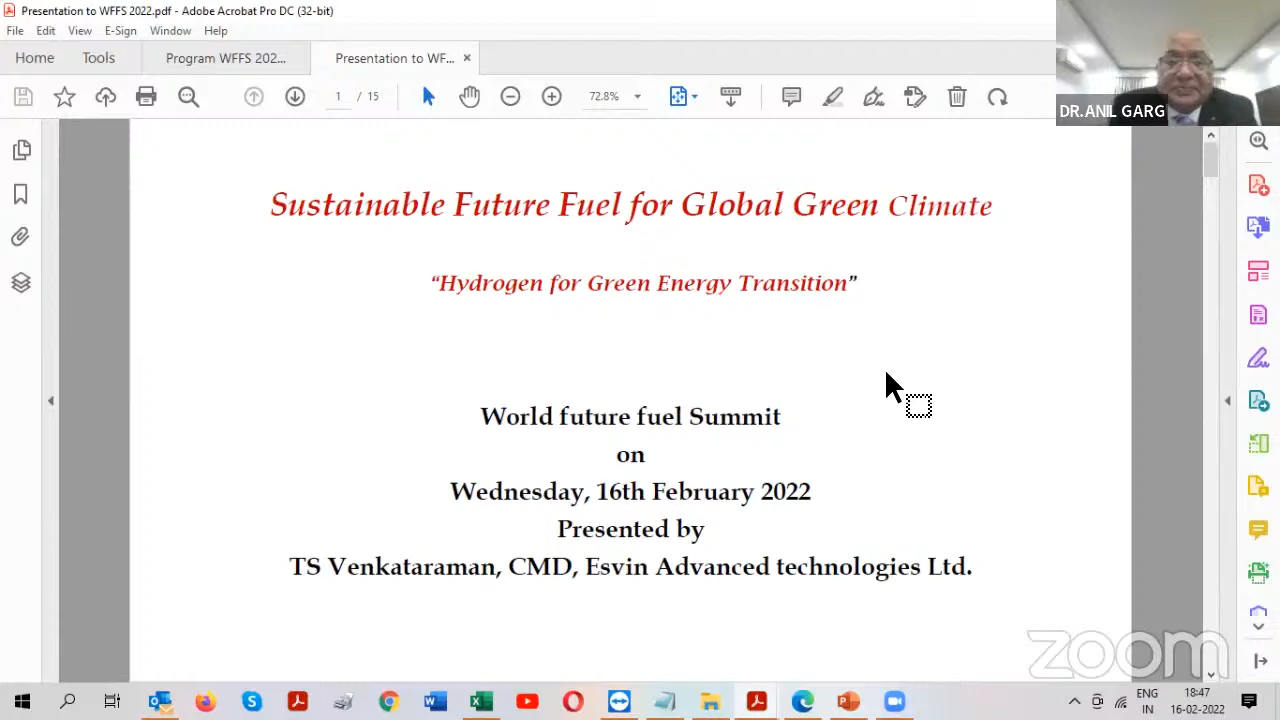 Presentation to WFFS 2022.pdf - Adobe Acrobat Pro DC (32-bit)
File Edit View E-Sign Window Help
Home Tools Program WFFS 202... Presentation to WF... ×
1 / 15 72.8%
DR.ANIL GARG
Sustainable Future Fuel for Global Green Climate
“Hydrogen for Green Energy Transition”
World future fuel Summit
on
Wednesday, 16th February 2022
Presented by
TS Venkataraman, CMD, Esvin Advanced technologies Ltd.
zoom
ENG 18:47
IN 16-02-2022